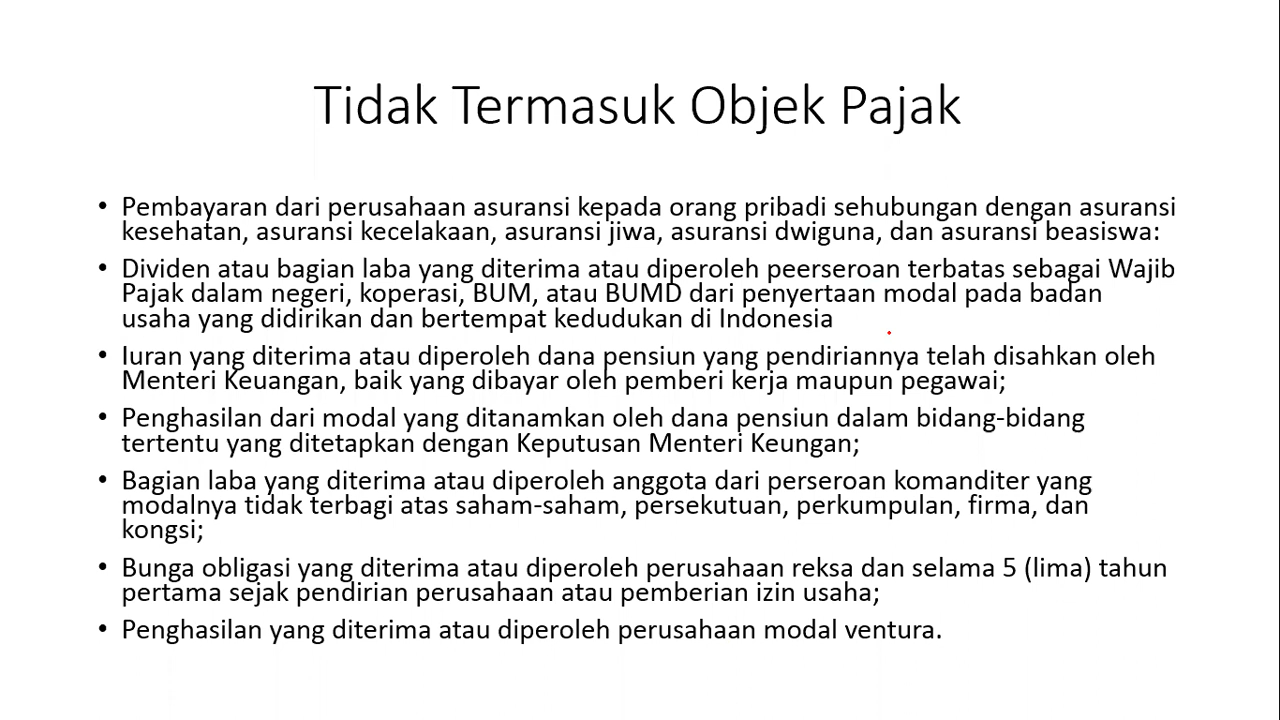 Tidak Termasuk Objek Pajak
• Pembayaran dari perusahaan asuransi kepada orang pribadi sehubungan dengan asuransi
kesehatan, asuransi kecelakaan, asuransi jiwa, asuransi dwiguna, dan asuransi beasiswa:
• Dividen atau bagian laba yang diterima atau diperoleh peerseroan terbatas sebagai Wajib
Pajak dalam negeri, koperasi, BUM, atau BUMD dari penyertaan modal pada badan
usaha yang didirikan dan bertempat kedudukan di Indonesia
• Iuran yang diterima atau diperoleh dana pensiun yang pendiriannya telah disahkan oleh
Menteri Keuangan, baik yang dibayar oleh pemberi kerja maupun pegawai;
• Penghasilan dari modal yang ditanamkan oleh dana pensiun dalam bidang-bidang
tertentu yang ditetapkan dengan Keputusan Menteri Keungan;
• Bagian laba yang diterima atau diperoleh anggota dari perseroan komanditer yang
modalnya tidak terbagi atas saham-saham, persekutuan, perkumpulan, firma, dan
kongsi;
• Bunga obligasi yang diterima atau diperoleh perusahaan reksa dan selama 5 (lima) tahun
pertama sejak pendirian perusahaan atau pemberian izin usaha;
• Penghasilan yang diterima atau diperoleh perusahaan modal ventura.